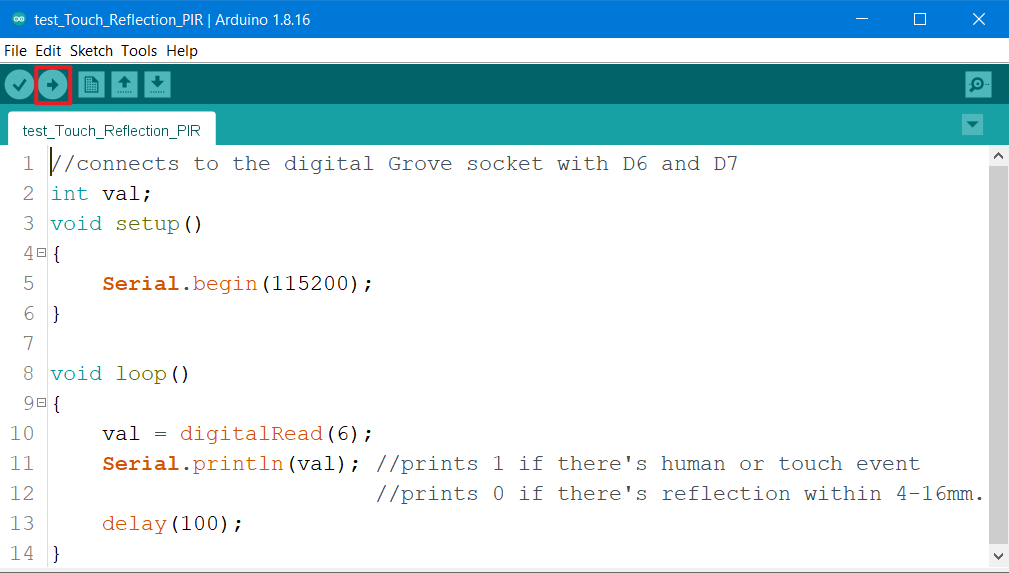 test_Touch_Reflection_PIR | Arduino 1.8.16
File Edit Sketch Tools Help
test_Touch_Reflection_PIR
1 //connects to the digital Grove socket with D6 and D7
2 int val;
3 void setup()
4 {
5     Serial.begin(115200);
6 }
7
8 void loop()
9 {
10     val = digitalRead(6);
11     Serial.println(val); //prints 1 if there's human or touch event
12                          //prints 0 if there's reflection within 4-16mm.
13     delay(100);
14 }